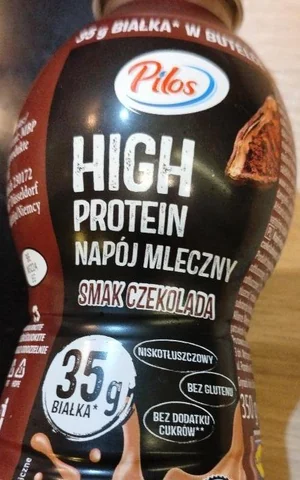 35g BIAŁKA* W BUTELCE
Pilos
HIGH
PROTEIN
NAPÓJ MLECZNY
SMAK CZEKOLADA
35g
BIAŁKA*
NISKOTŁUSZCZOWY
BEZ GLUTENU
BEZ DODATKU
CUKRÓW**